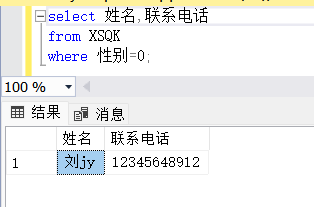 select 姓名,联系电话
from XSQK
where 性别=0;
100 %
结果 消息
姓名 联系电话
1 刘jy 12345648912